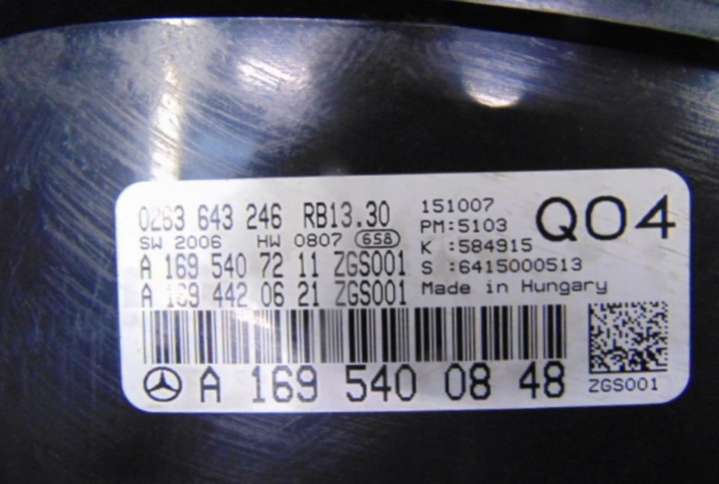 0263 643 246 RB13.30
SW 2006 HW 0807 658
A 169 540 72 11 ZGS001
A 169 442 06 21 ZGS001
151007
PM:5103
K :584915
S :6415000513
Made in Hungary
Q04
A 169 540 08 48
ZGS001